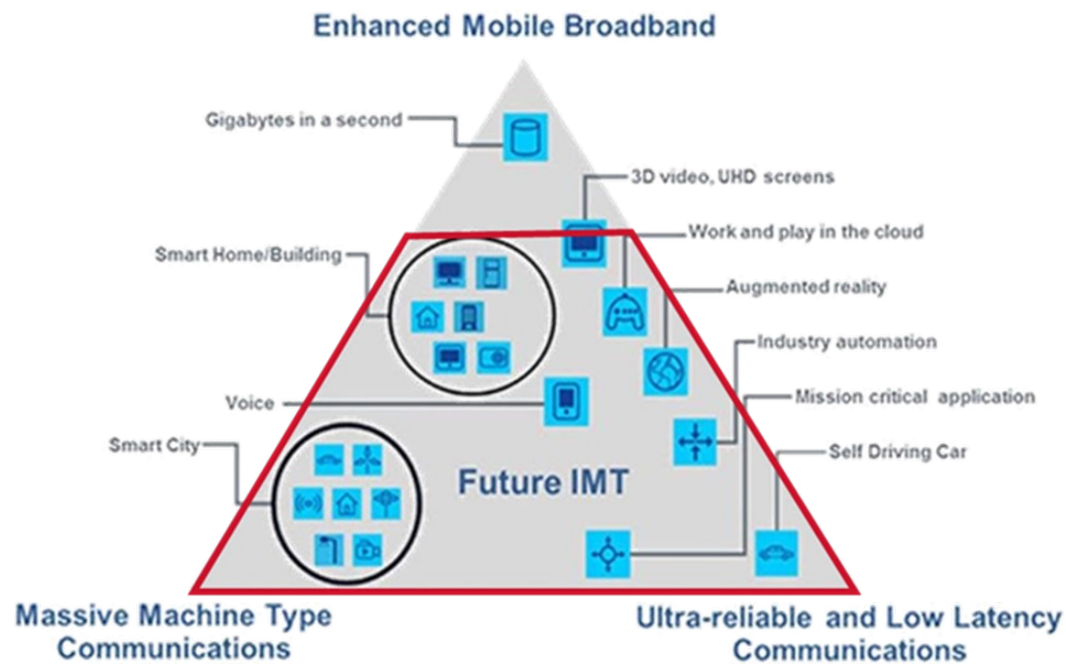 Enhanced Mobile Broadband
Gigabytes in a second
3D video, UHD screens
Work and play in the cloud
Smart Home/Building
Augmented reality
Industry automation
Mission critical application
Voice
Smart City
Self Driving Car
Future IMT
Massive Machine Type
Communications
Ultra-reliable and Low Latency
Communications